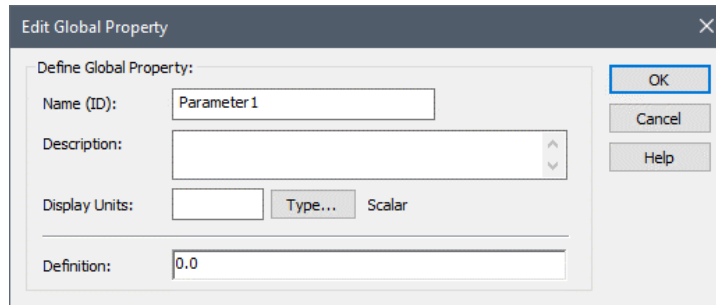 Edit Global Property
Define Global Property:
Name (ID): Parameter1
Description:
Display Units: Type... Scalar
Definition: 0.0
OK
Cancel
Help